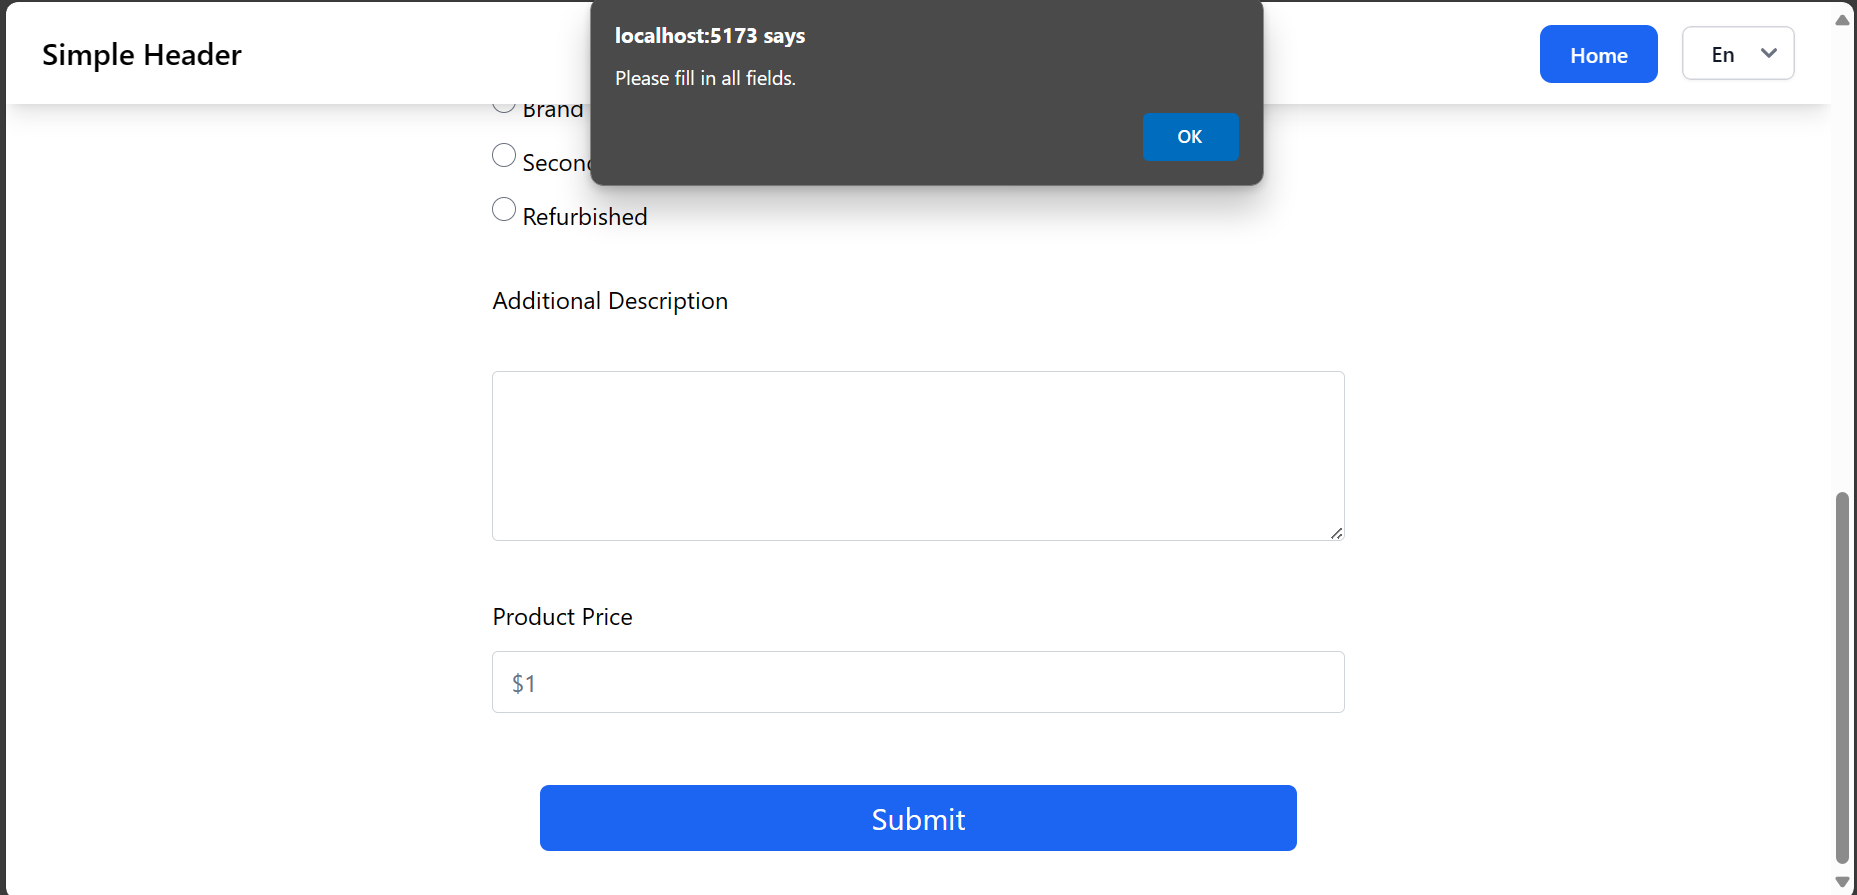 Simple Header
localhost:5173 says
Please fill in all fields.
OK
Home
En
Brand
Refurbished
Additional Description
Product Price
$1
Submit